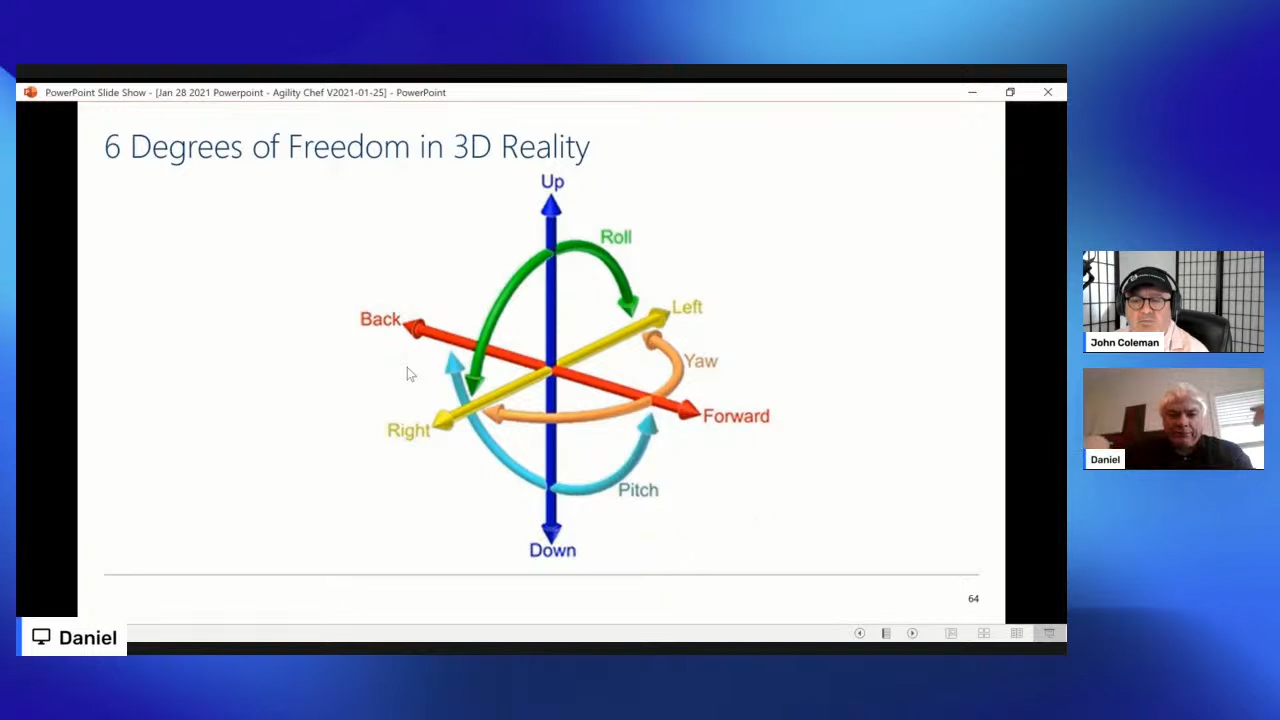 PowerPoint Slide Show - [Jan 28 2021 Powerpoint - Agility Chef V2021-01-25] - PowerPoint
6 Degrees of Freedom in 3D Reality
Up
Roll
Left
Back
Yaw
Forward
Right
Pitch
Down
64
Daniel
John Coleman
Daniel